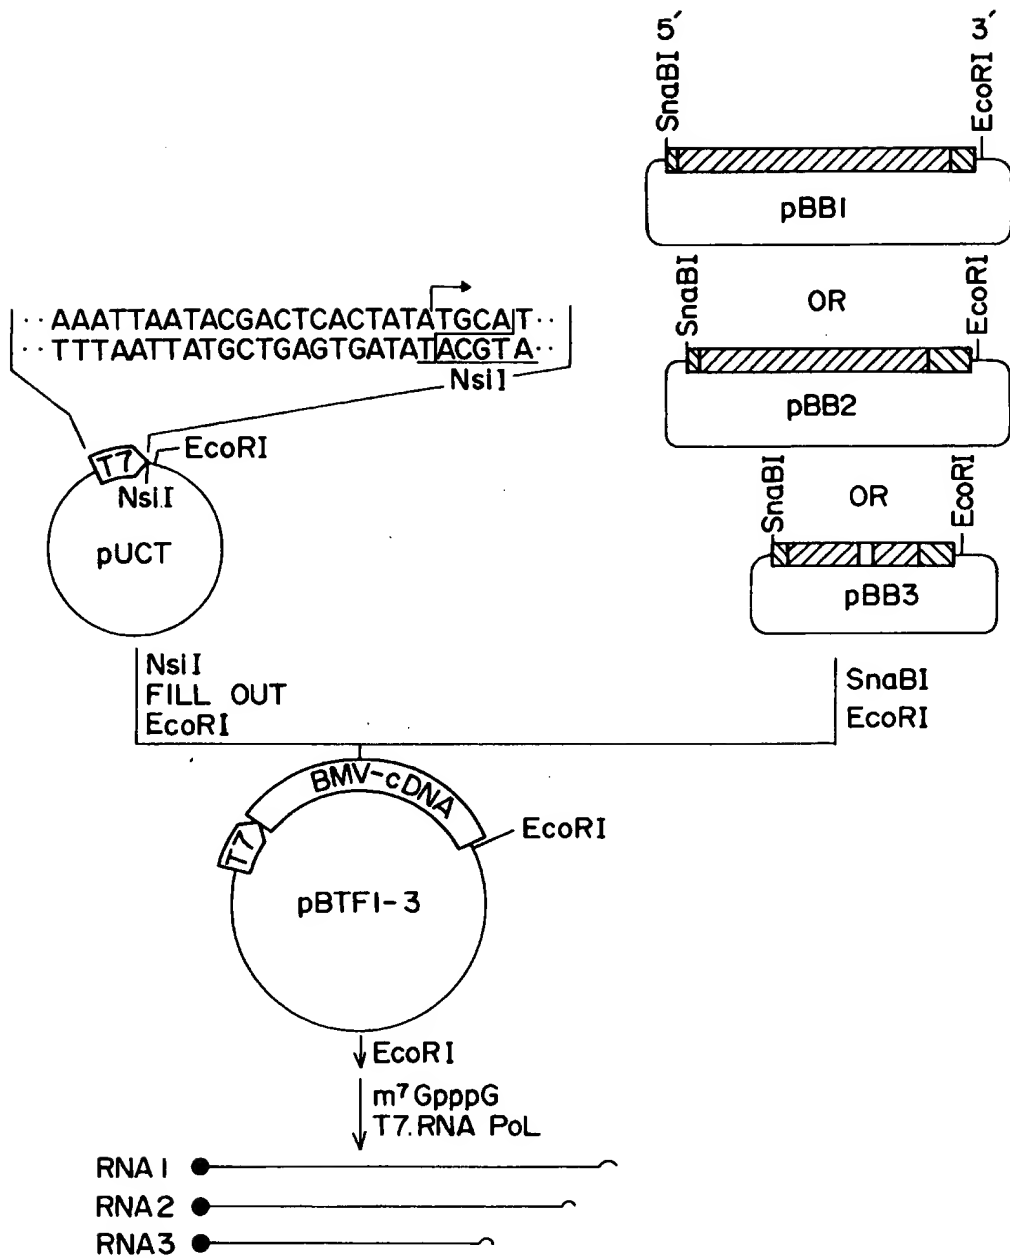 5′ 3′
SnaBI EcoRI
pBB1
OR
SnaBI EcoRI
pBB2
OR
SnaBI EcoRI
pBB3
·· AAATTAATACGACTCACTATATGCAT··
·· TTTAATTATGCTGAGTGATATACGTA··
NsiI
T7
EcoRI
NsiI
pUCT
NsiI
FILL OUT
EcoRI
SnaBI
EcoRI
BMV-cDNA
T7
EcoRI
pBTF1-3
EcoRI
m⁷GpppG
T7.RNA PoL
RNA1
RNA2
RNA3